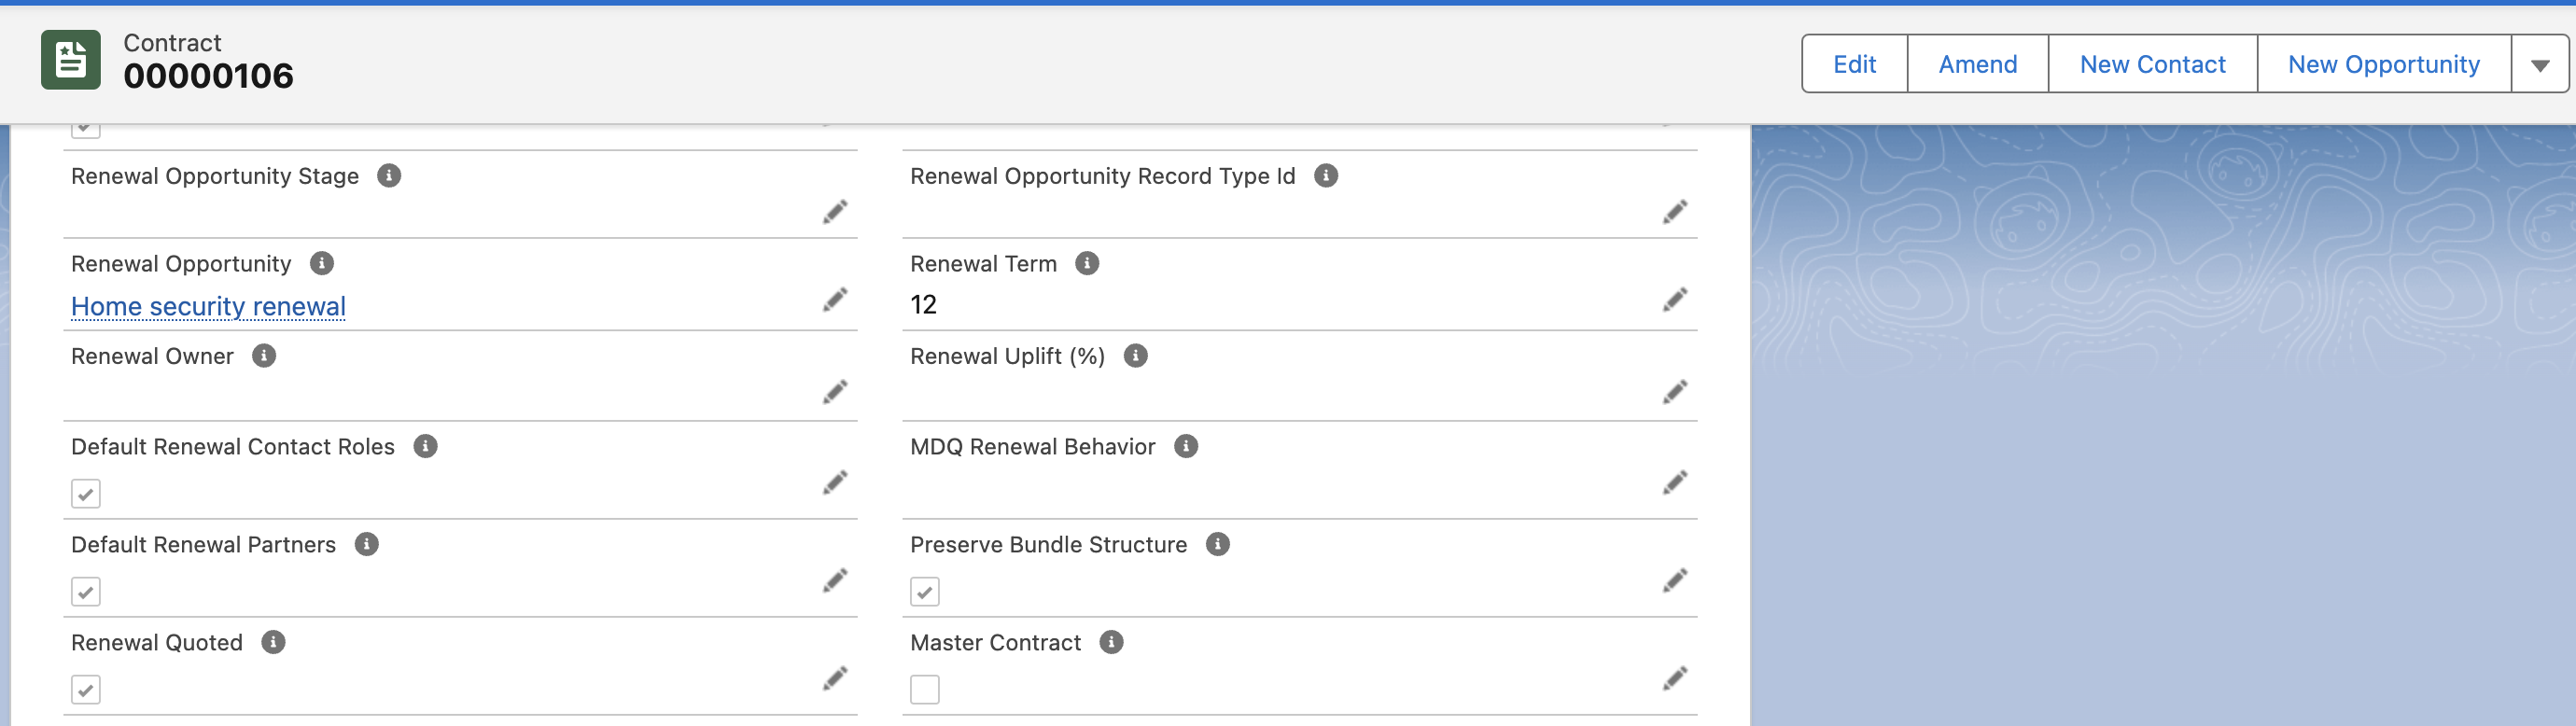 Contract
00000106
Edit
Amend
New Contact
New Opportunity
Renewal Opportunity Stage
Renewal Opportunity Record Type Id
Renewal Opportunity
Home security renewal
Renewal Term
12
Renewal Owner
Renewal Uplift (%)
Default Renewal Contact Roles
MDQ Renewal Behavior
Default Renewal Partners
Preserve Bundle Structure
Renewal Quoted
Master Contract